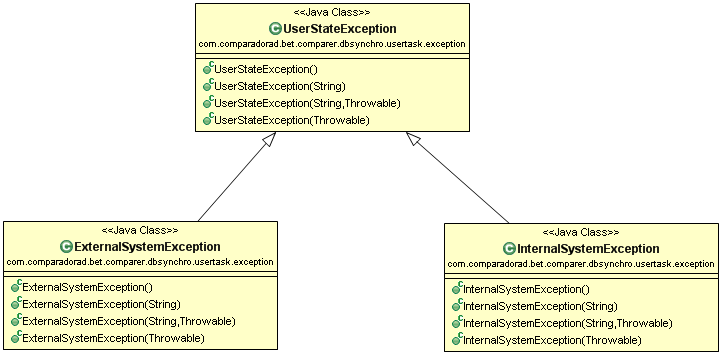 <<Java Class>>
UserStateException
com.comparadorad.bet.comparer.dbsynchro.usertask.exception
UserStateException()
UserStateException(String)
UserStateException(String,Throwable)
UserStateException(Throwable)
<<Java Class>>
ExternalSystemException
com.comparadorad.bet.comparer.dbsynchro.usertask.exception
ExternalSystemException()
ExternalSystemException(String)
ExternalSystemException(String,Throwable)
ExternalSystemException(Throwable)
<<Java Class>>
InternalSystemException
com.comparadorad.bet.comparer.dbsynchro.usertask.exception
InternalSystemException()
InternalSystemException(String)
InternalSystemException(String,Throwable)
InternalSystemException(Throwable)